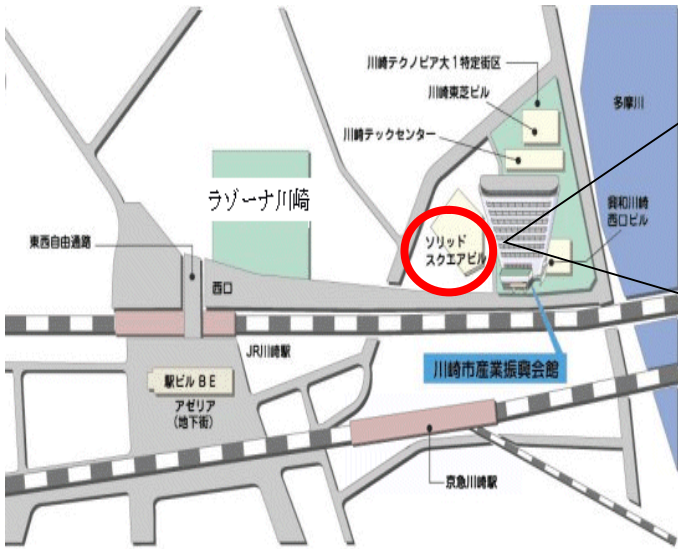 川崎テクノピア大1特定街区
川崎東芝ビル
川崎テックセンター
多摩川
ラゾーナ川崎
興和川崎
西口ビル
ソリッド
スクエアビル
東西自由通路
西口
JR川崎駅
川崎市産業振興会館
駅ビルBE
アゼリア
(地下街)
京急川崎駅